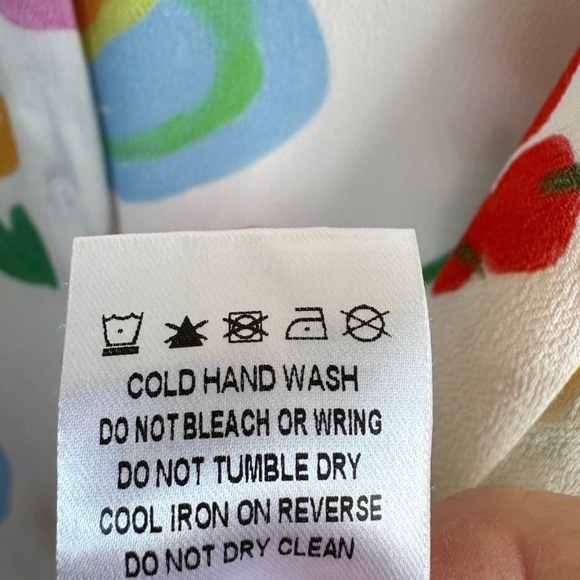 COLD HAND WASH
DO NOT BLEACH OR WRING
DO NOT TUMBLE DRY
COOL IRON ON REVERSE
DO NOT DRY CLEAN